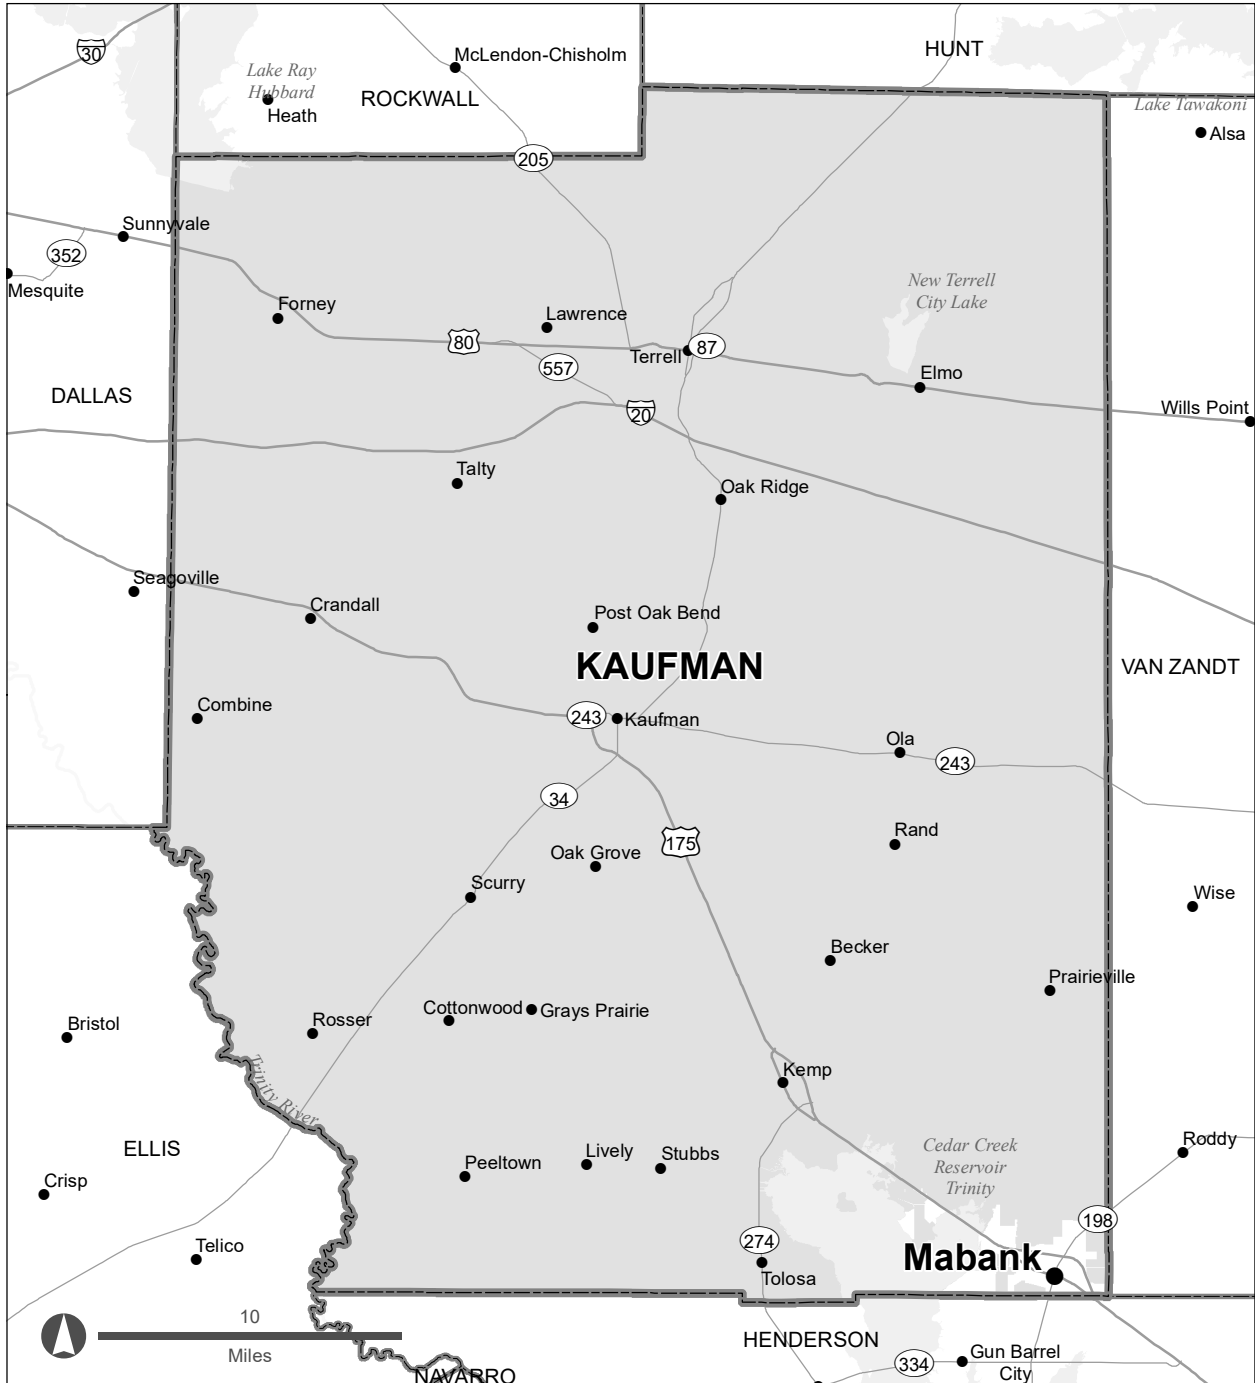 30
McLendon-Chisholm
HUNT
Lake Ray
Hubbard
ROCKWALL
Heath
Lake Tawakoni
Alsa
205
Sunnyvale
352
Mesquite
New Terrell
City Lake
Forney
Lawrence
80
Terrell
87
557
Elmo
DALLAS
20
Wills Point
Talty
Oak Ridge
Seagoville
Crandall
Post Oak Bend
KAUFMAN
VAN ZANDT
Combine
243
Kaufman
Ola
243
34
Rand
175
Oak Grove
Scurry
Wise
Becker
Prairieville
Cottonwood
Grays Prairie
Rosser
Bristol
Trinity River
Kemp
ELLIS
Cedar Creek
Reservoir
Trinity
Roddy
Lively
Stubbs
Peeltown
Crisp
198
Telico
274
Mabank
Tolosa
10
Miles
HENDERSON
334
Gun Barrel
City
NAVARRO